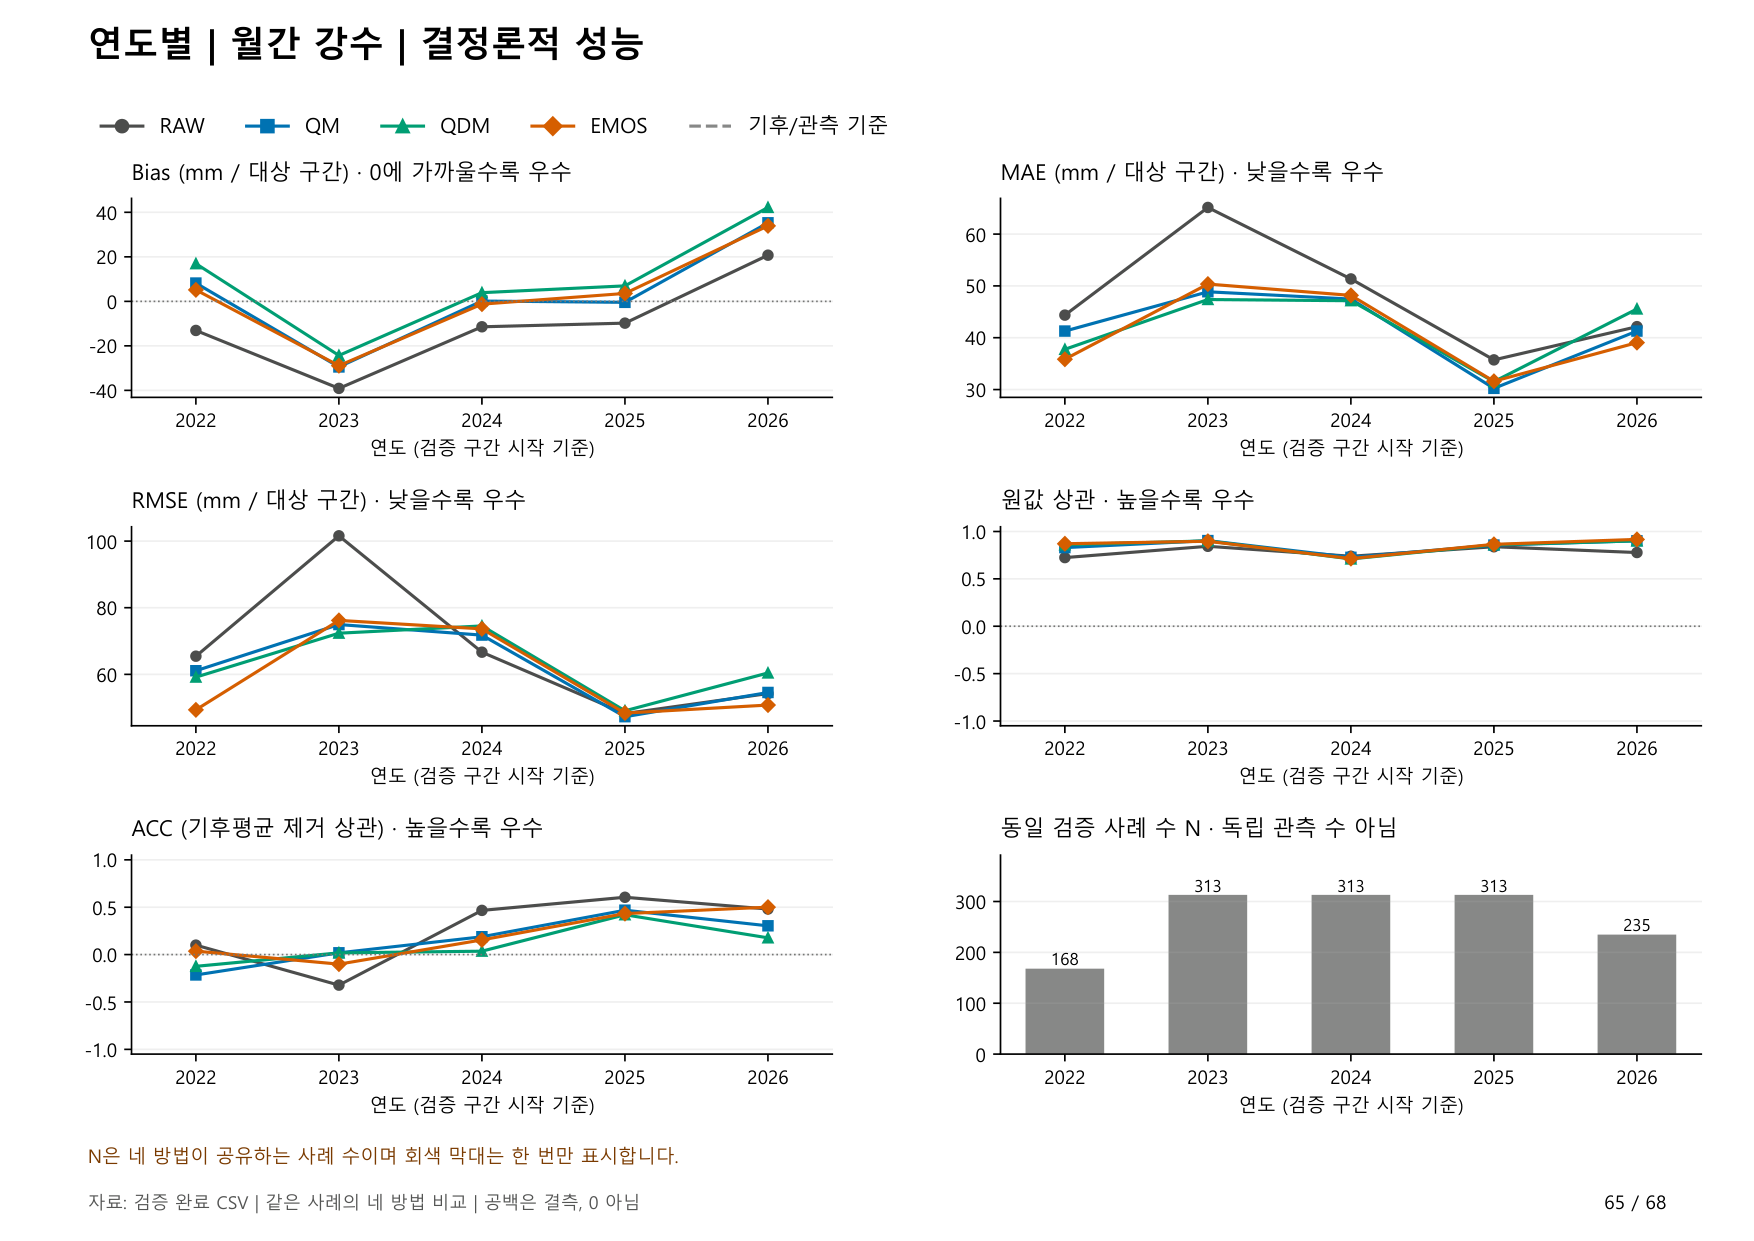 연도별 | 월간 강수 | 결정론적 성능
RAW QM QDM EMOS 기후/관측 기준
Bias (mm / 대상 구간) · 0에 가까울수록 우수
40
20
0
-20
-40
2022 2023 2024 2025 2026
연도 (검증 구간 시작 기준)
MAE (mm / 대상 구간) · 낮을수록 우수
60
50
40
30
2022 2023 2024 2025 2026
연도 (검증 구간 시작 기준)
RMSE (mm / 대상 구간) · 낮을수록 우수
100
80
60
2022 2023 2024 2025 2026
연도 (검증 구간 시작 기준)
원값 상관 · 높을수록 우수
1.0
0.5
0.0
-0.5
-1.0
2022 2023 2024 2025 2026
연도 (검증 구간 시작 기준)
ACC (기후평균 제거 상관) · 높을수록 우수
1.0
0.5
0.0
-0.5
-1.0
2022 2023 2024 2025 2026
연도 (검증 구간 시작 기준)
동일 검증 사례 수 N · 독립 관측 수 아님
300
200
100
0
168 313 313 313 235
2022 2023 2024 2025 2026
연도 (검증 구간 시작 기준)
N은 네 방법이 공유하는 사례 수이며 회색 막대는 한 번만 표시합니다.
자료: 검증 완료 CSV | 같은 사례의 네 방법 비교 | 공백은 결측, 0 아님
65 / 68